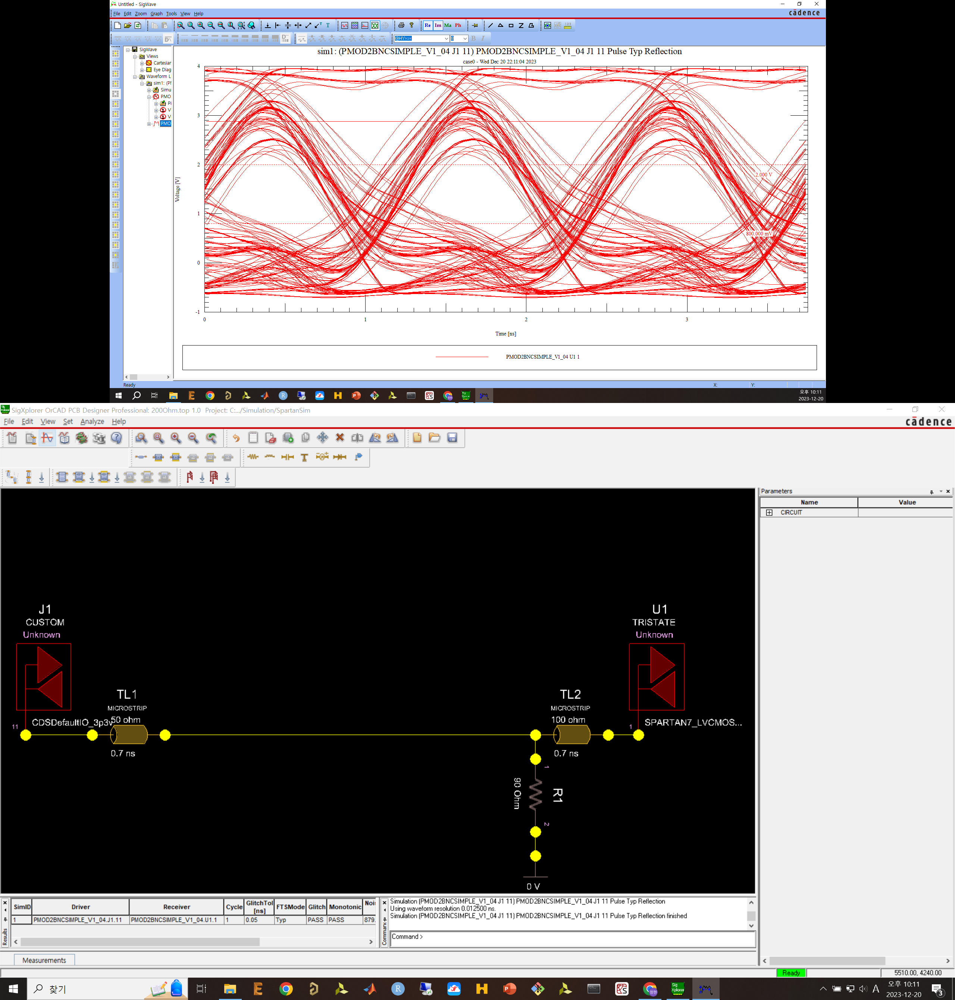 Untitled - SigWave
File Edit Zoom Graph Tools View Help
cādence
Re Im Ma Ph
SigWave
Views
Cartesiar
Eye Diag
Waveform L
sim1: (Pl
Simu
PMO
Pi
V
V
PMO
sim1: (PMOD2BNCSIMPLE_V1_04 J1 11) PMOD2BNCSIMPLE_V1_04 J1 11 Pulse Typ Reflection
case0 - Wed Dec 20 22:11:04 2023
4
3
2
1
0
-1
Voltage [V]
2.000 V
800.000 mV
0 1 2 3
Time [ns]
PMOD2BNCSIMPLE_V1_04 U1 1
Ready
X: Y:
오후 10:11
2023-12-20
SigXplorer OrCAD PCB Designer Professional: 200Ohm.top 1.0 Project: C:.../Simulation/SpartanSim
File Edit View Set Analyze Help
cādence
Parameters
Name Value
CIRCUIT
J1
CUSTOM
Unknown
U1
TRISTATE
Unknown
TL1
MICROSTRIP
50 ohm
0.7 ns
TL2
MICROSTRIP
100 ohm
0.7 ns
11
CDSDefaultIO_3p3v
1
SPARTAN7_LVCMOS...
1
90 Ohm
R1
2
0 V
SimID Driver Receiver Cycle GlitchTol [ns] FTSMode Glitch Monotonic Noi
1 PMOD2BNCSIMPLE_V1_04.J1.11 PMOD2BNCSIMPLE_V1_04.U1.1 1 0.05 Typ PASS PASS 879.
Results
Simulation (PMOD2BNCSIMPLE_V1_04 J1 11) PMOD2BNCSIMPLE_V1_04 J1 11 Pulse Typ Reflection
Using waveform resolution 0.012500 ns.
Simulation (PMOD2BNCSIMPLE_V1_04 J1 11) PMOD2BNCSIMPLE_V1_04 J1 11 Pulse Typ Reflection finished
Command >
Measurements
Ready
5510.00, 4240.00
찾기
A
오후 10:11
2023-12-20
3